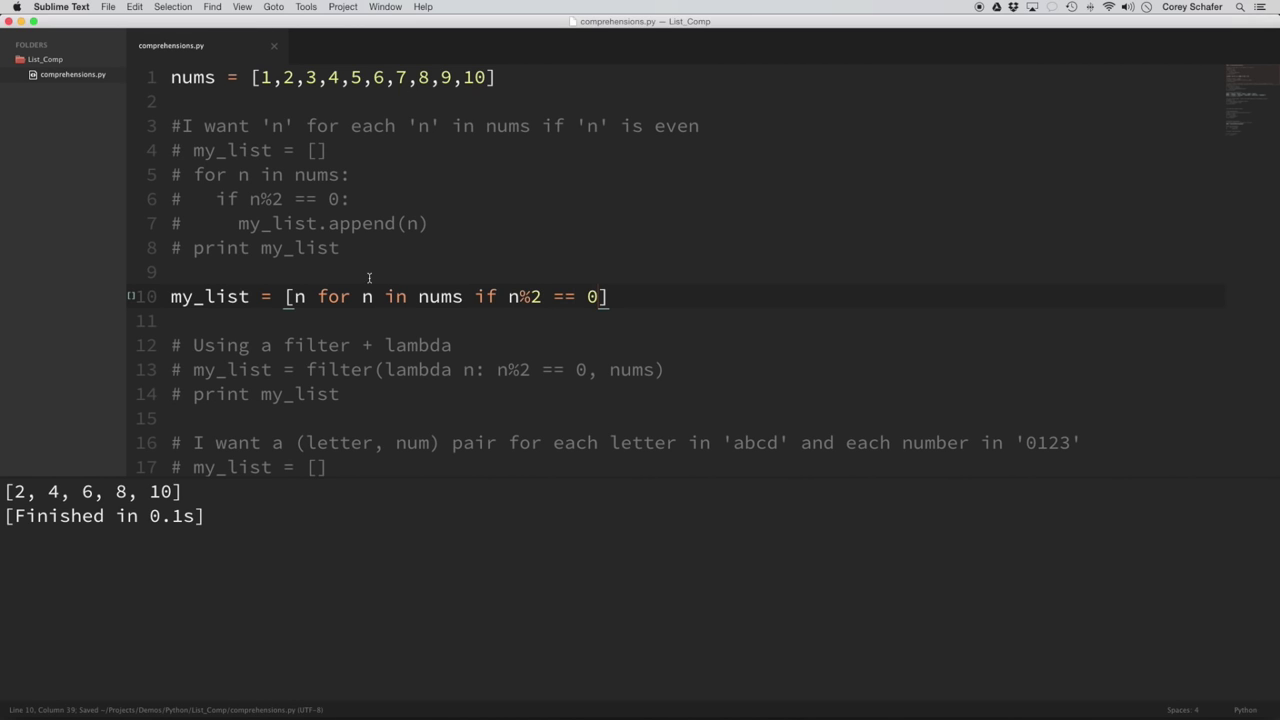 Sublime Text File Edit Selection Find View Goto Tools Project Window Help Corey Schafer
comprehensions.py — List_Comp
FOLDERS
List_Comp
comprehensions.py
comprehensions.py
1 nums = [1,2,3,4,5,6,7,8,9,10]
2
3 #I want 'n' for each 'n' in nums if 'n' is even
4 # my_list = []
5 # for n in nums:
6 #   if n%2 == 0:
7 #     my_list.append(n)
8 # print my_list
9
10 my_list = [n for n in nums if n%2 == 0]
11
12 # Using a filter + lambda
13 # my_list = filter(lambda n: n%2 == 0, nums)
14 # print my_list
15
16 # I want a (letter, num) pair for each letter in 'abcd' and each number in '0123'
17 # my_list = []
[2, 4, 6, 8, 10]
[Finished in 0.1s]
Line 10, Column 39; Saved ~/Projects/Demos/Python/List_Comp/comprehensions.py (UTF-8) Spaces: 4 Python